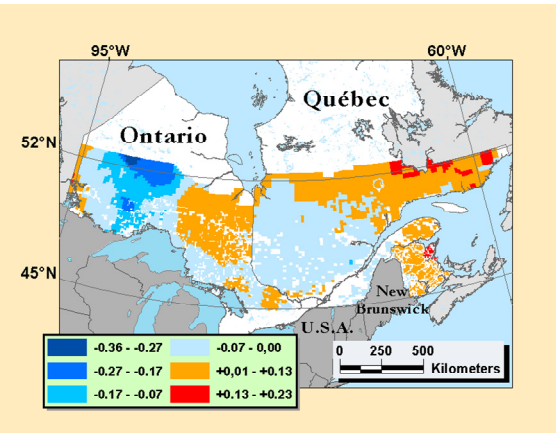 95°W
60°W
Québec
Ontario
52°N
45°N
New
Brunswick
U.S.A.
-0.36 - -0.27
-0.07 - 0,00
-0.27 - -0.17
+0,01 - +0.13
-0.17 - -0.07
+0.13 - +0.23
0 250 500
Kilometers